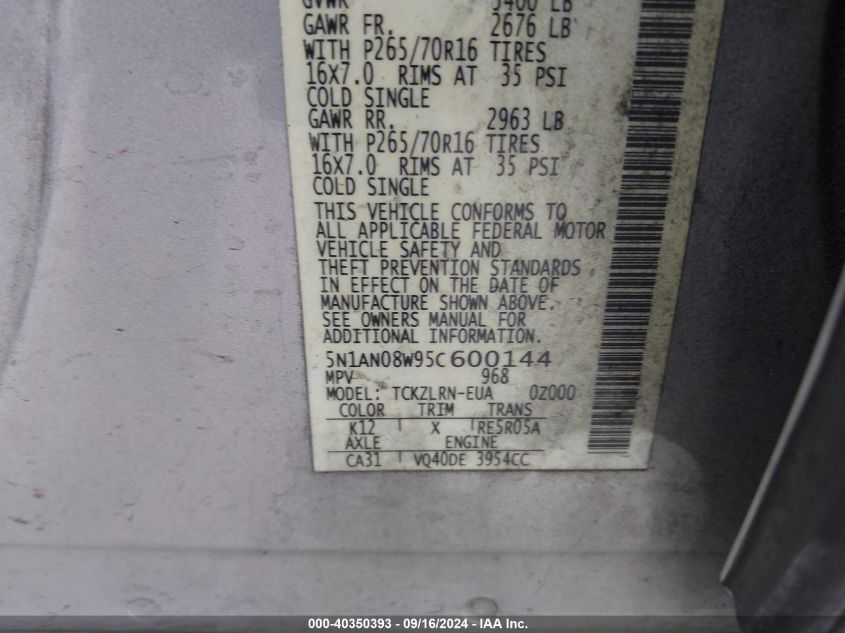 GVWR 5400 LB
GAWR FR. 2676 LB
WITH P265/70R16 TIRES
16X7.0 RIMS AT 35 PSI
COLD SINGLE
GAWR RR. 2963 LB
WITH P265/70R16 TIRES
16X7.0 RIMS AT 35 PSI
COLD SINGLE
THIS VEHICLE CONFORMS TO
ALL APPLICABLE FEDERAL MOTOR
VEHICLE SAFETY AND
THEFT PREVENTION STANDARDS
IN EFFECT ON THE DATE OF
MANUFACTURE SHOWN ABOVE.
SEE OWNERS MANUAL FOR
ADDITIONAL INFORMATION.
5N1AN08W95C600144
MPV 968
MODEL: TCKZLRN-EUA 0Z000
COLOR TRIM TRANS
K12 X RE5R05A
AXLE ENGINE
CA31 VQ40DE 3954CC
000-40350393 - 09/16/2024 - IAA Inc.